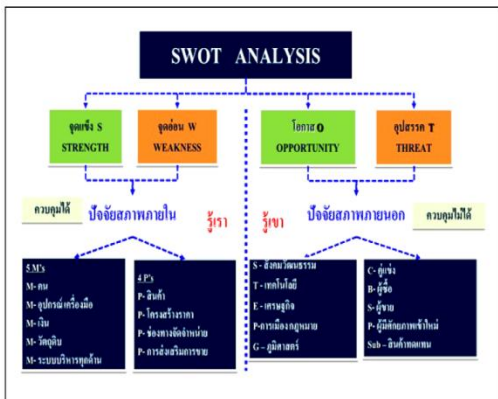 SWOT ANALYSIS
จุดแข็ง S
STRENGTH
จุดอ่อน W
WEAKNESS
โอกาส O
OPPORTUNITY
อุปสรรค T
THREAT
ควบคุมได้
ปัจจัยสภาพภายใน
รู้เรา
รู้เขา
ปัจจัยสภาพภายนอก
ควบคุมไม่ได้
5 M's
M- คน
M- อุปกรณ์ เครื่องมือ
M- เงิน
M- วัตถุดิบ
M- ระบบบริหารทุกด้าน
4 P's
P- สินค้า
P- โครงสร้างราคา
P- ช่องทางจัดจำหน่าย
P- การส่งเสริมการขาย
S - สังคมวัฒนธรรม
T - เทคโนโลยี
E - เศรษฐกิจ
P-การเมืองกฎหมาย
G – ภูมิศาสตร์
C- คู่แข่ง
B- ผู้ซื้อ
S- ผู้ขาย
P- ผู้มีศักยภาพเข้าใหม่
Sub – สินค้าทดแทน